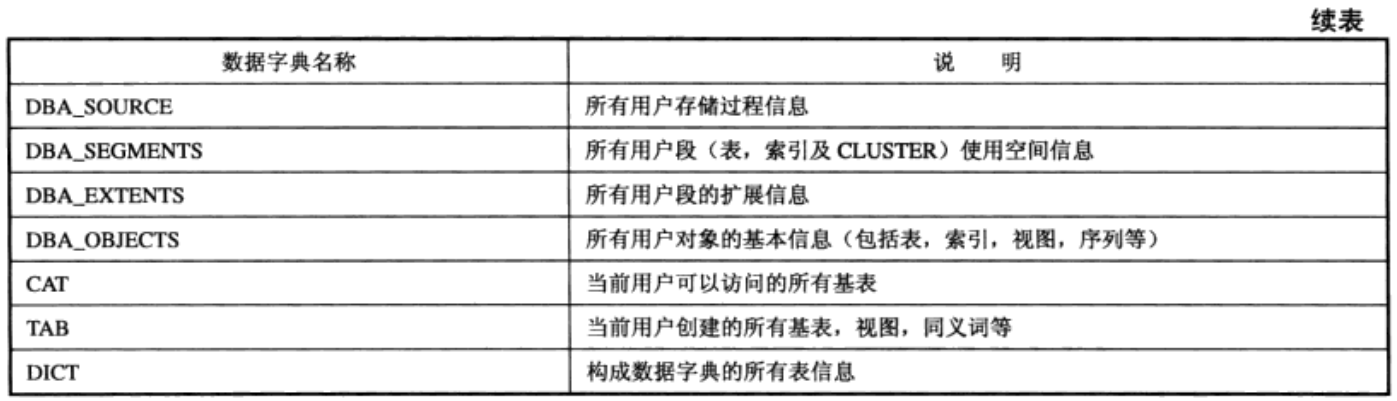 续表
数据字典名称 说 明
DBA_SOURCE 所有用户存储过程信息
DBA_SEGMENTS 所有用户段（表，索引及 CLUSTER）使用空间信息
DBA_EXTENTS 所有用户段的扩展信息
DBA_OBJECTS 所有用户对象的基本信息（包括表，索引，视图，序列等）
CAT 当前用户可以访问的所有基表
TAB 当前用户创建的所有基表，视图，同义词等
DICT 构成数据字典的所有表信息